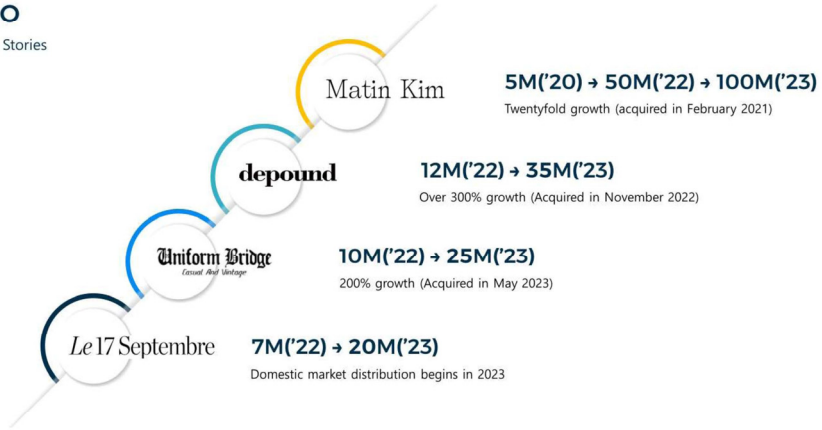 Stories
Matin Kim
5M('20) → 50M('22) → 100M('23)
Twentyfold growth (acquired in February 2021)
depound
12M('22) → 35M('23)
Over 300% growth (Acquired in November 2022)
Uniform Bridge
Casual And Vintage
10M('22) → 25M('23)
200% growth (Acquired in May 2023)
Le 17 Septembre
7M('22) → 20M('23)
Domestic market distribution begins in 2023